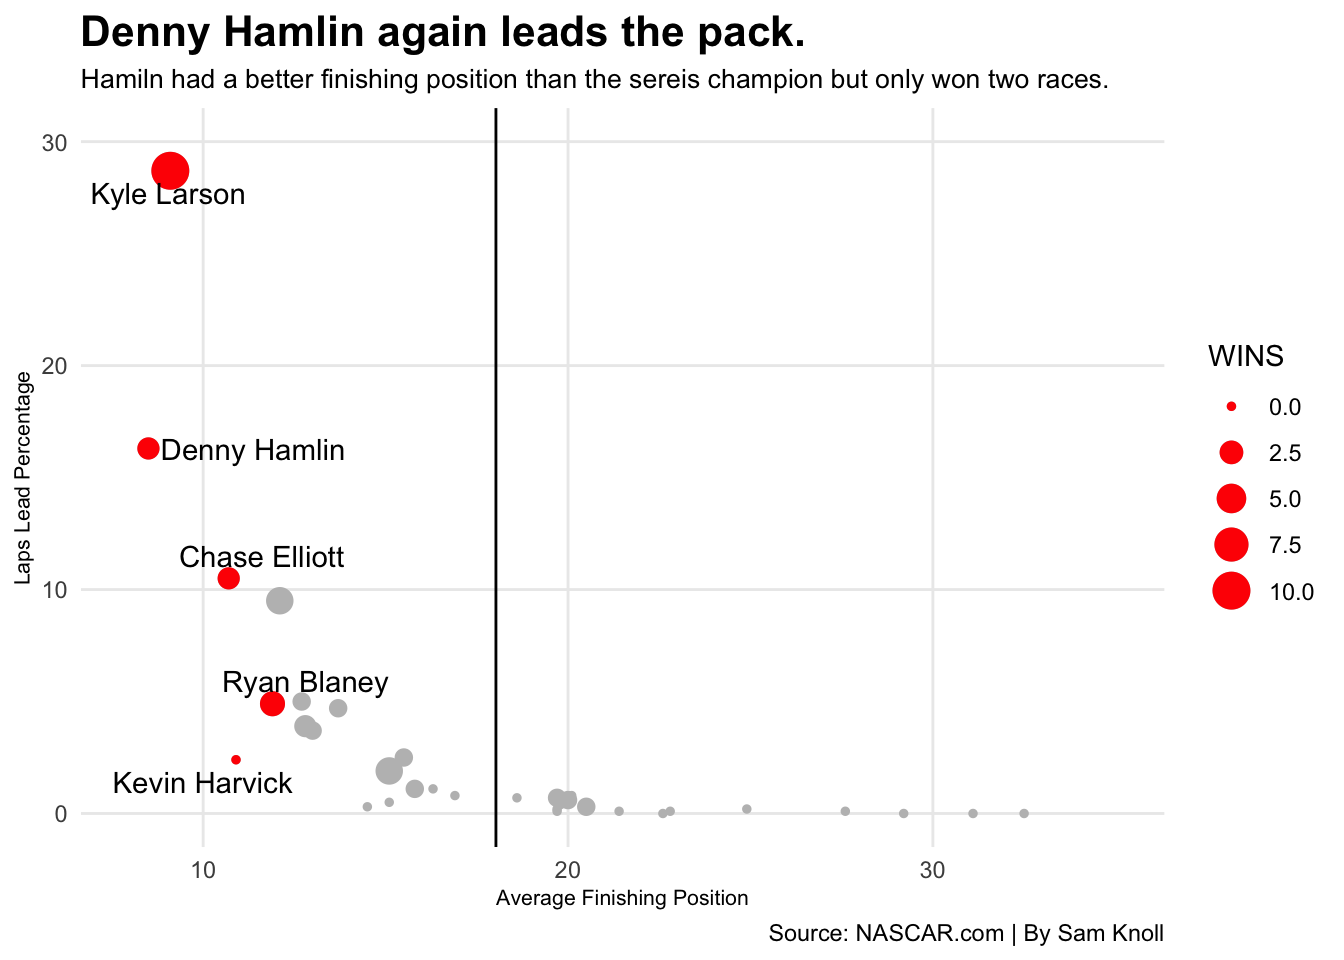 Denny Hamlin again leads the pack.
Hamiln had a better finishing position than the sereis champion but only won two races.
30
20
10
0
Laps Lead Percentage
Kyle Larson
Denny Hamlin
Chase Elliott
Ryan Blaney
Kevin Harvick
10
20
30
Average Finishing Position
WINS
0.0
2.5
5.0
7.5
10.0
Source: NASCAR.com | By Sam Knoll